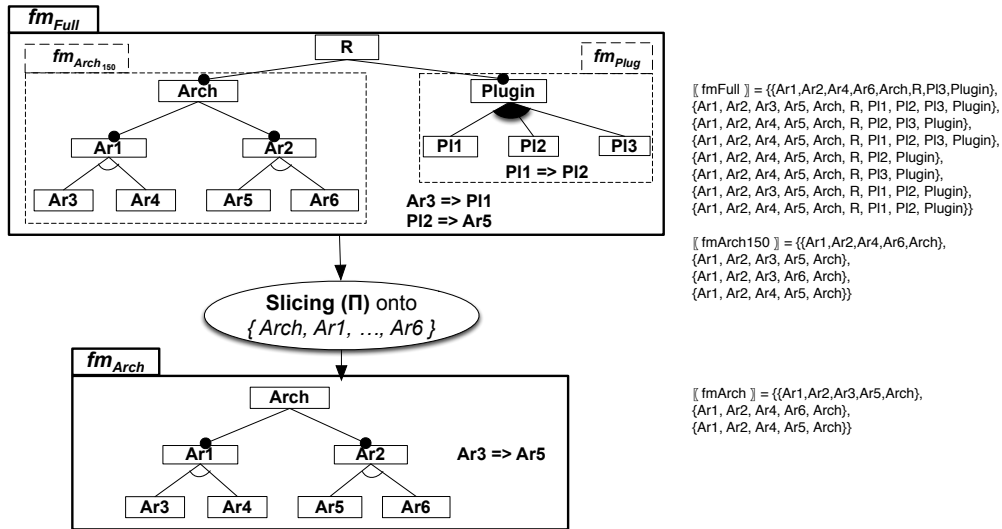 fm_Full
R
fm_Arch_150
fm_Plug
Arch
Plugin
Ar1
Ar2
Pl1
Pl2
Pl3
Pl1 => Pl2
Ar3
Ar4
Ar5
Ar6
Ar3 => Pl1
Pl2 => Ar5
⟦ fmFull ⟧ = {{Ar1,Ar2,Ar4,Ar6,Arch,R,Pl3,Plugin},
{Ar1, Ar2, Ar3, Ar5, Arch, R, Pl1, Pl2, Pl3, Plugin},
{Ar1, Ar2, Ar4, Ar5, Arch, R, Pl2, Pl3, Plugin},
{Ar1, Ar2, Ar4, Ar5, Arch, R, Pl1, Pl2, Pl3, Plugin},
{Ar1, Ar2, Ar4, Ar5, Arch, R, Pl2, Plugin},
{Ar1, Ar2, Ar4, Ar5, Arch, R, Pl3, Plugin},
{Ar1, Ar2, Ar3, Ar5, Arch, R, Pl1, Pl2, Plugin},
{Ar1, Ar2, Ar4, Ar5, Arch, R, Pl1, Pl2, Plugin}}
⟦ fmArch150 ⟧ = {{Ar1,Ar2,Ar4,Ar6,Arch},
{Ar1, Ar2, Ar3, Ar5, Arch},
{Ar1, Ar2, Ar3, Ar6, Arch},
{Ar1, Ar2, Ar4, Ar5, Arch}}
Slicing (Π) onto
{ Arch, Ar1, …, Ar6 }
fm_Arch
Arch
Ar1
Ar2
Ar3 => Ar5
Ar3
Ar4
Ar5
Ar6
⟦ fmArch ⟧ = {{Ar1,Ar2,Ar3,Ar5,Arch},
{Ar1, Ar2, Ar4, Ar6, Arch},
{Ar1, Ar2, Ar4, Ar5, Arch}}